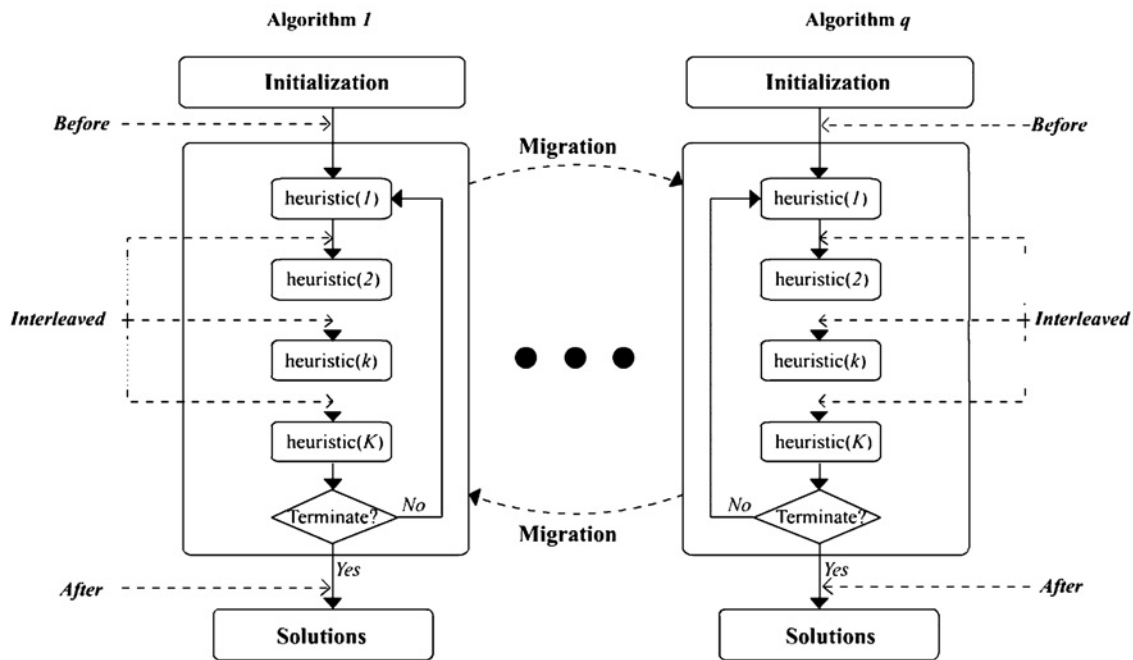 Algorithm 1
Algorithm q
Initialization
Initialization
Before
Before
Migration
heuristic(1)
heuristic(1)
heuristic(2)
heuristic(2)
Interleaved
Interleaved
heuristic(k)
heuristic(k)
heuristic(K)
heuristic(K)
No
No
Terminate?
Terminate?
Migration
Yes
Yes
After
After
Solutions
Solutions